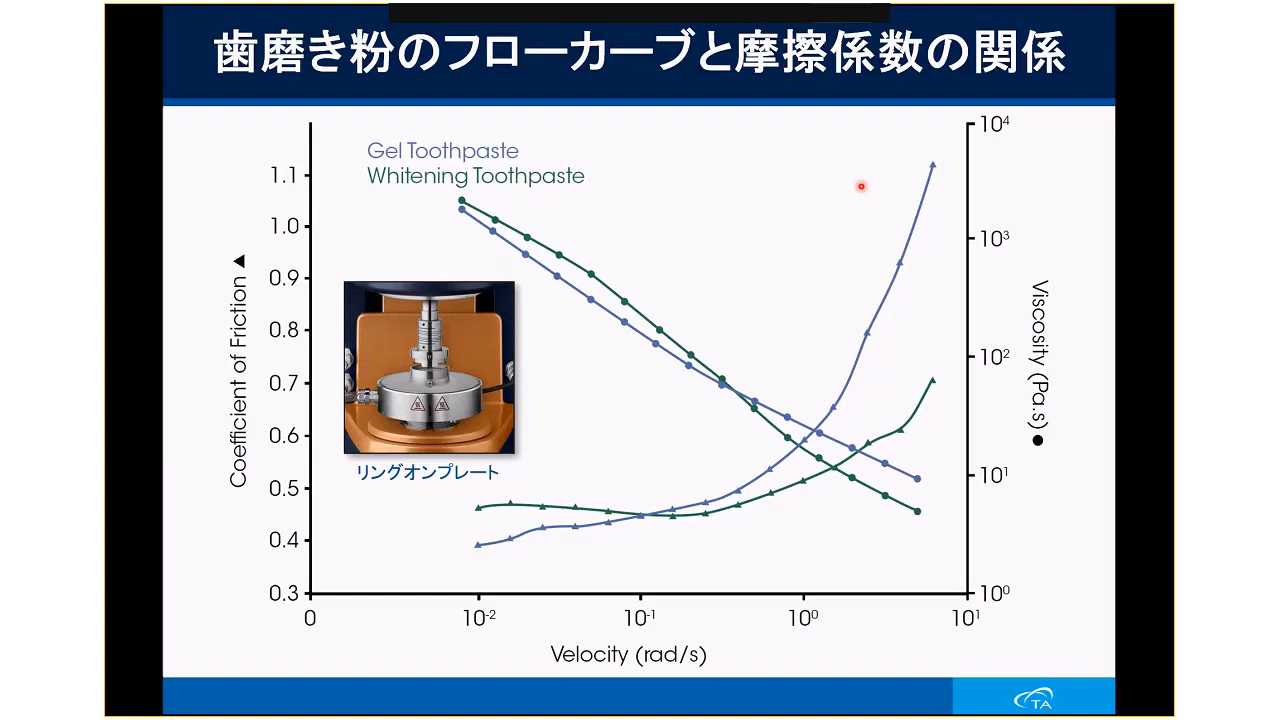 歯磨き粉のフローカーブと摩擦係数の関係
Gel Toothpaste
Whitening Toothpaste
Coefficient of Friction ▲
1.1
1.0
0.9
0.8
0.7
0.6
0.5
0.4
0.3
リングオンプレート
0
10⁻²
10⁻¹
10⁰
10¹
Velocity (rad/s)
10⁴
10³
10²
10¹
10⁰
Viscosity (Pa.s) ●
TA